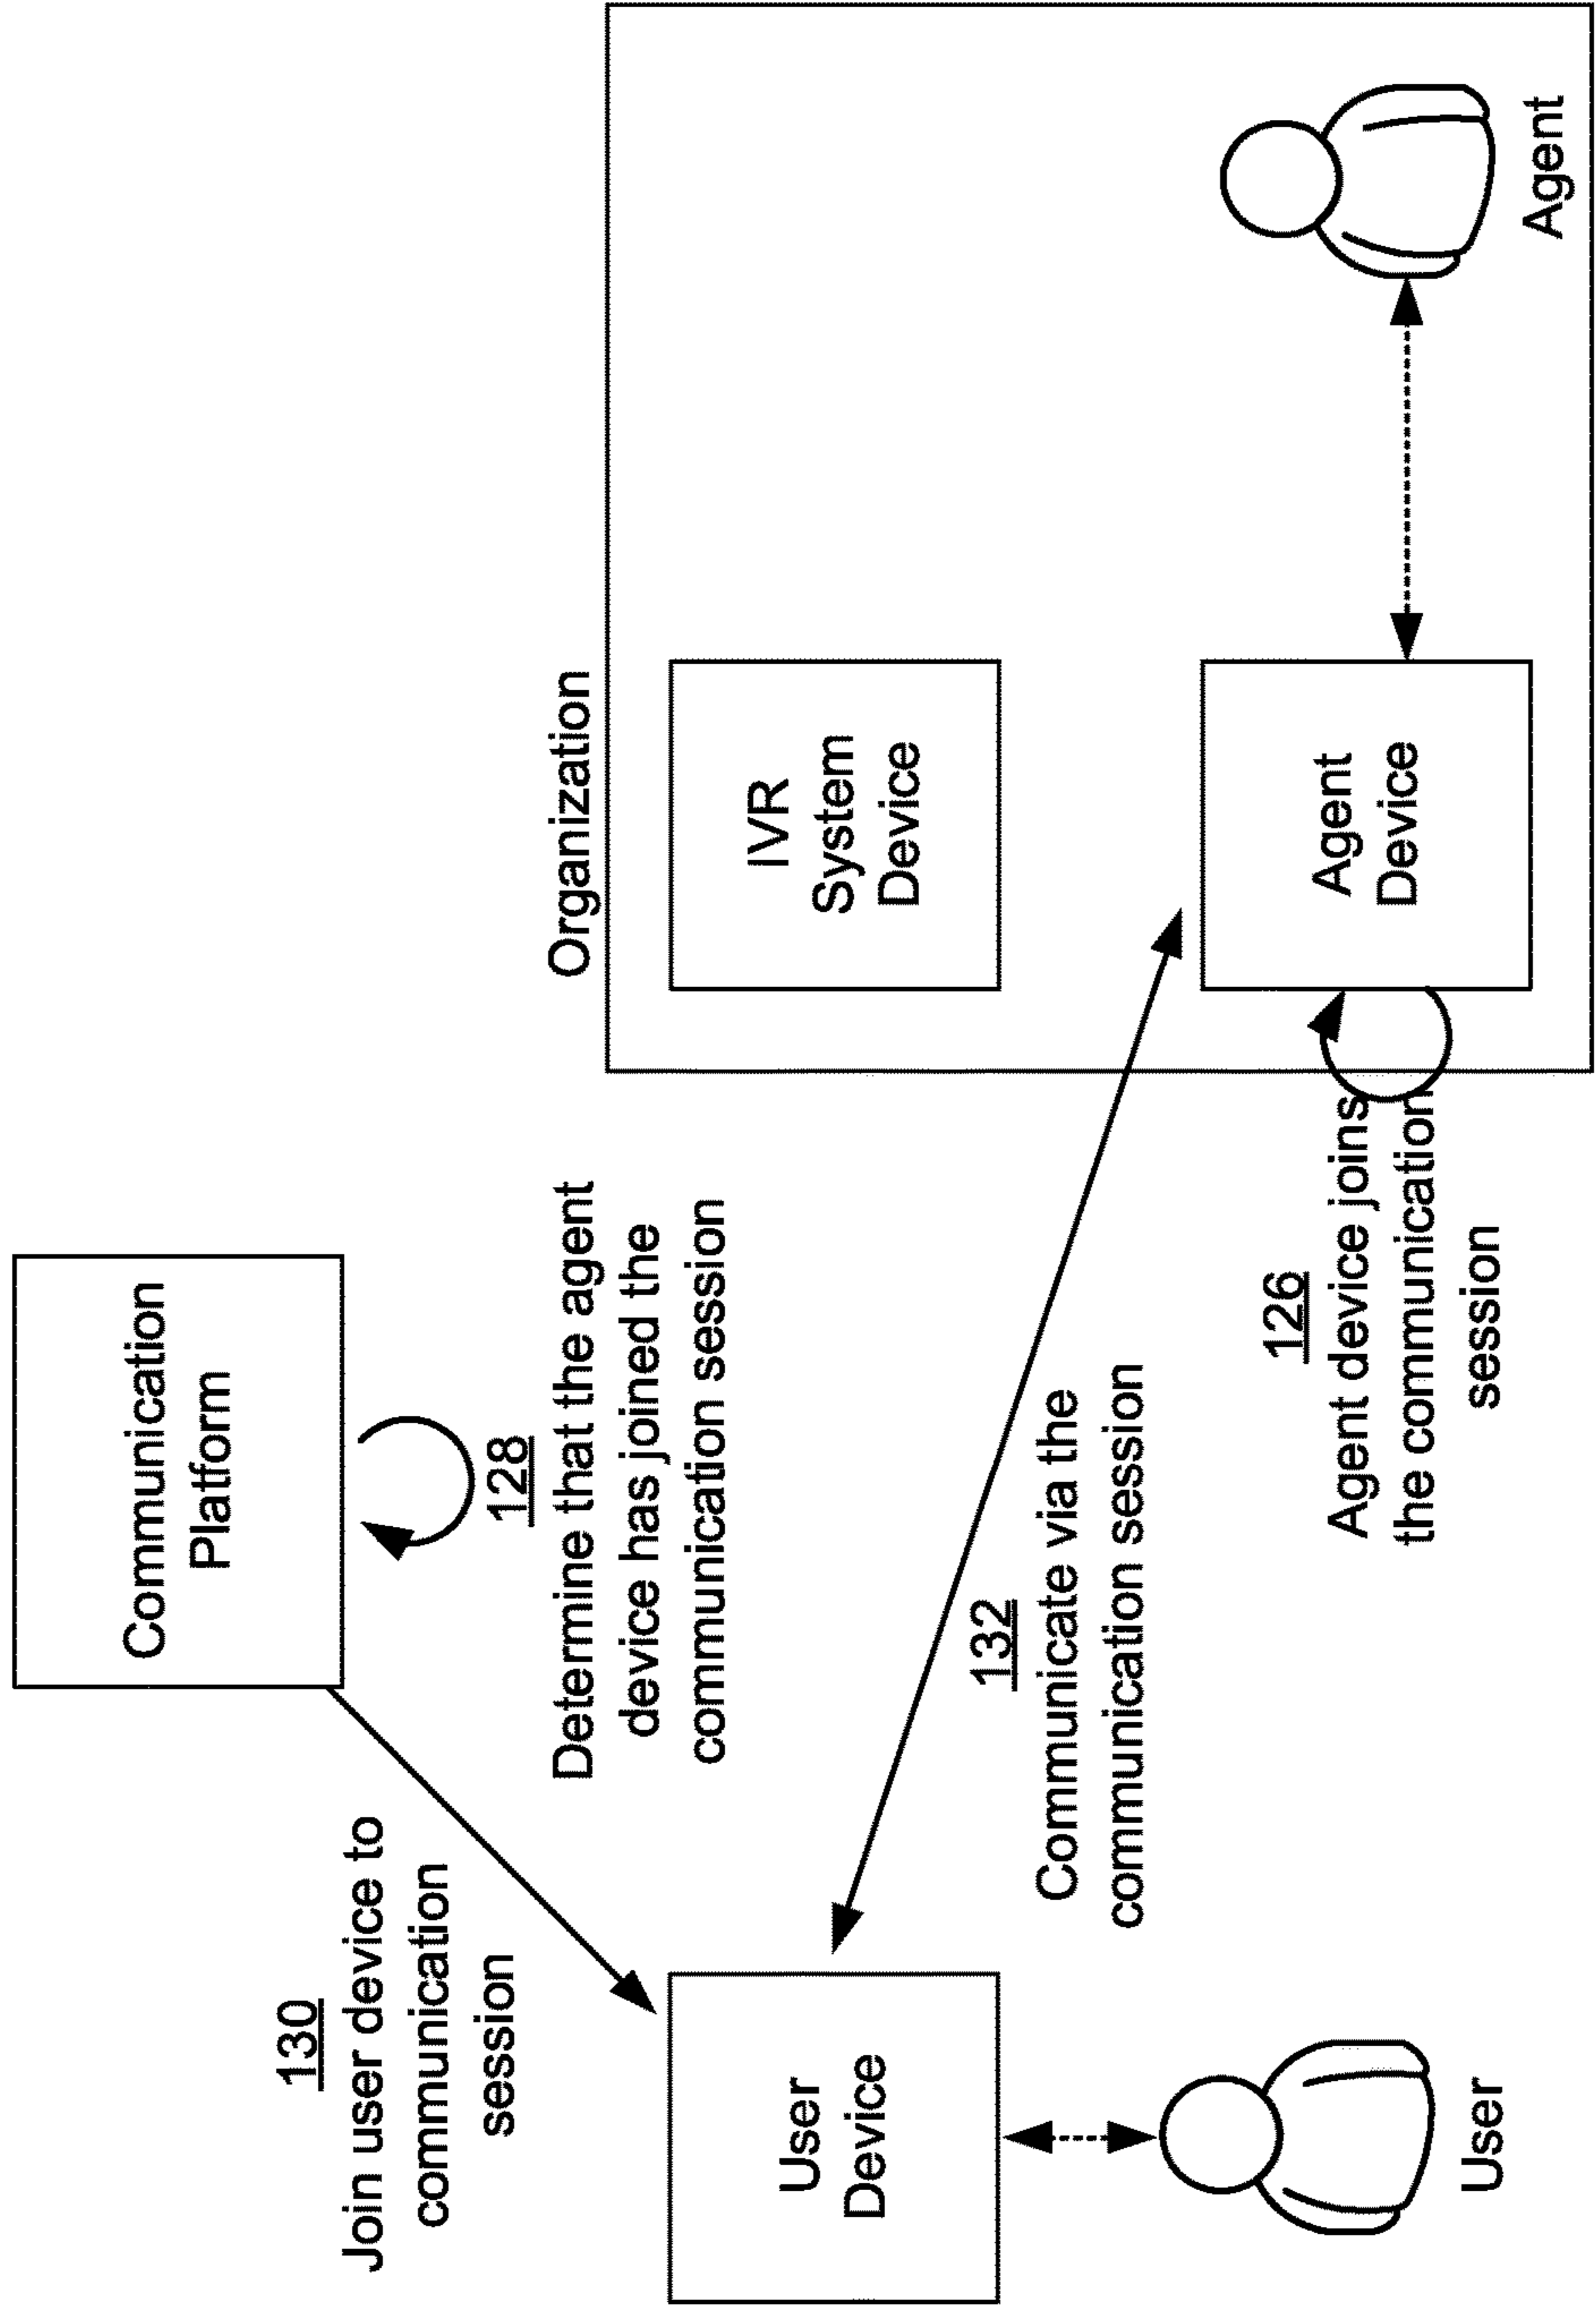 Communication
Platform
130
Join user device to
communication
session
128
Determine that the agent
device has joined the
communication session
Organization
User
Device
IVR
System
Device
132
Communicate via the
communication session
126
Agent device joins
the communication
session
Agent
Device
User
Agent